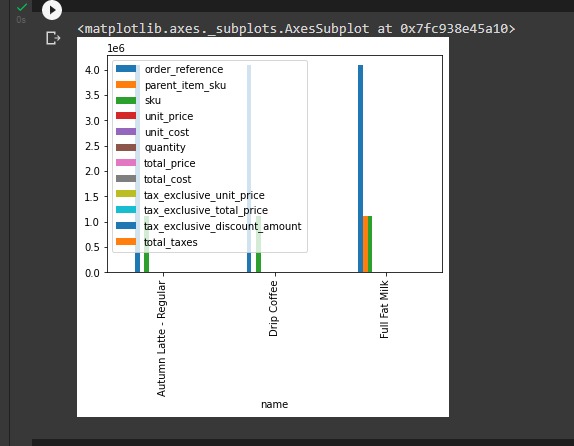 0s
<matplotlib.axes._subplots.AxesSubplot at 0x7fc938e45a10>
1e6
4.0
3.5
3.0
2.5
2.0
1.5
1.0
0.5
0.0
order_reference
parent_item_sku
sku
unit_price
unit_cost
quantity
total_price
total_cost
tax_exclusive_unit_price
tax_exclusive_total_price
tax_exclusive_discount_amount
total_taxes
Autumn Latte - Regular
Drip Coffee
Full Fat Milk
name